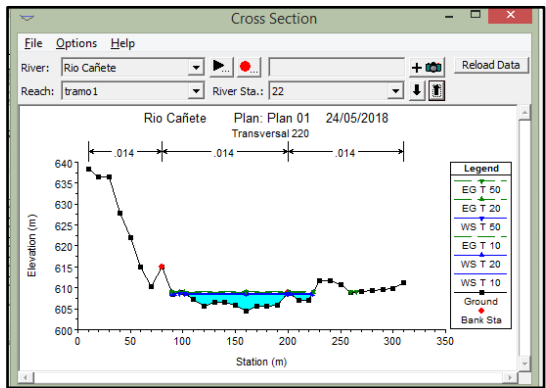 Cross Section
File Options Help
River: Rio Cañete Reload Data
Reach: tramo1 River Sta.: 22
Rio Cañete Plan: Plan 01 24/05/2018
Transversal 220
.014 .014 .014
Legend
EG T 50
EG T 20
WS T 50
EG T 10
WS T 20
WS T 10
Ground
Bank Sta
Elevation (m)
640
635
630
625
620
615
610
605
600
0 50 100 150 200 250 300 350
Station (m)